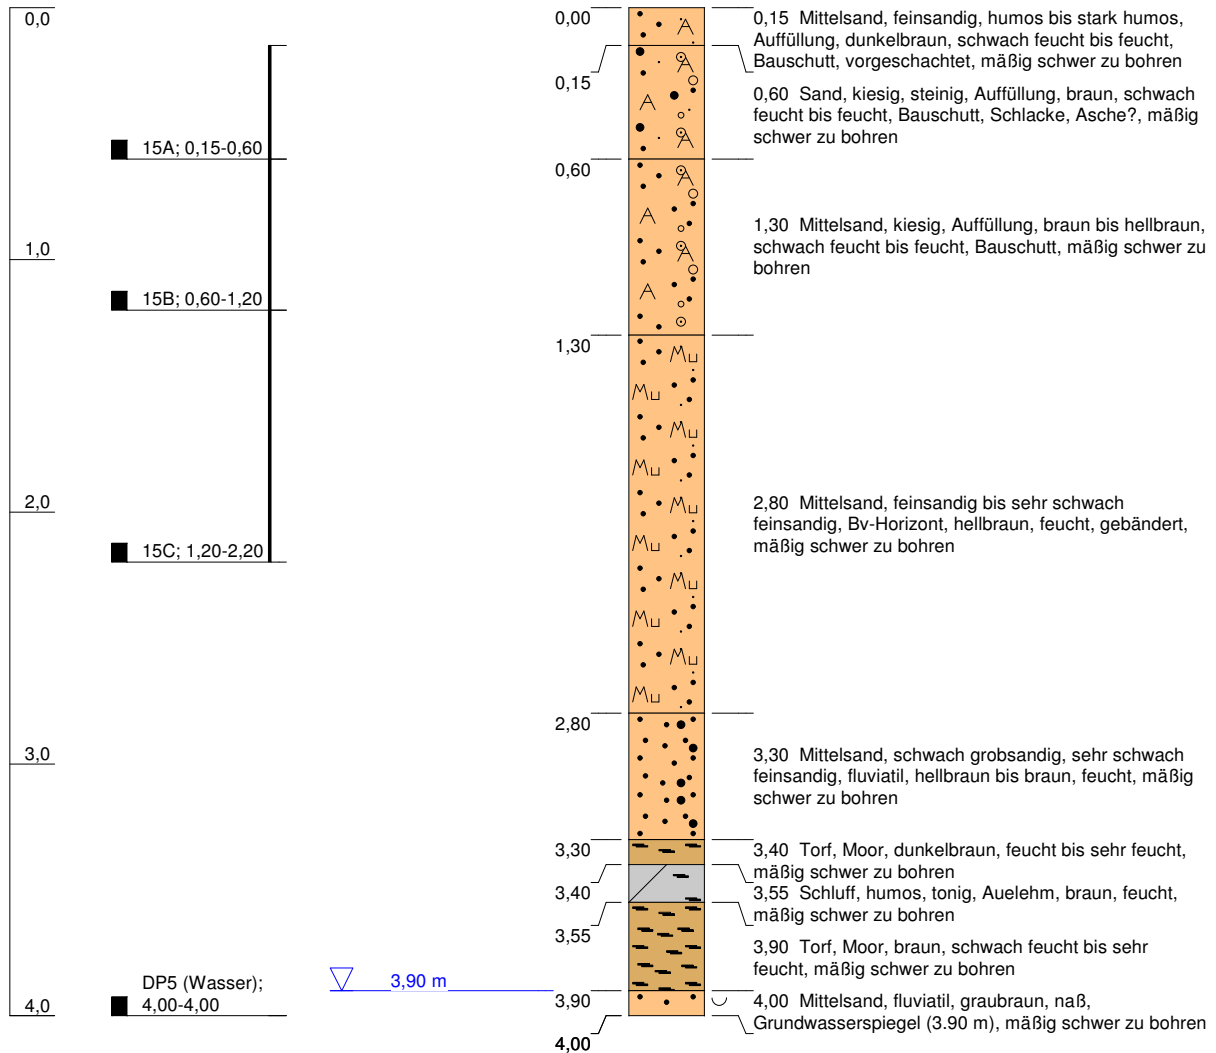 0,0
1,0
2,0
3,0
4,0
15A; 0,15-0,60
15B; 0,60-1,20
15C; 1,20-2,20
DP5 (Wasser);
4,00-4,00
3,90 m
0,00
0,15
0,60
1,30
2,80
3,30
3,40
3,55
3,90
4,00
A
A
A
A
A
A
A
A
Mu
Mu
Mu
Mu
Mu
Mu
Mu
Mu
Mu
Mu
0,15 Mittelsand, feinsandig, humos bis stark humos,
Auffüllung, dunkelbraun, schwach feucht bis feucht,
Bauschutt, vorgeschachtet, mäßig schwer zu bohren
0,60 Sand, kiesig, steinig, Auffüllung, braun, schwach
feucht bis feucht, Bauschutt, Schlacke, Asche?, mäßig
schwer zu bohren
1,30 Mittelsand, kiesig, Auffüllung, braun bis hellbraun,
schwach feucht bis feucht, Bauschutt, mäßig schwer zu
bohren
2,80 Mittelsand, feinsandig bis sehr schwach
feinsandig, Bv-Horizont, hellbraun, feucht, gebändert,
mäßig schwer zu bohren
3,30 Mittelsand, schwach grobsandig, sehr schwach
feinsandig, fluviatil, hellbraun bis braun, feucht, mäßig
schwer zu bohren
3,40 Torf, Moor, dunkelbraun, feucht bis sehr feucht,
mäßig schwer zu bohren
3,55 Schluff, humos, tonig, Auelehm, braun, feucht,
mäßig schwer zu bohren
3,90 Torf, Moor, braun, schwach feucht bis sehr
feucht, mäßig schwer zu bohren
4,00 Mittelsand, fluviatil, graubraun, naß,
Grundwasserspiegel (3.90 m), mäßig schwer zu bohren